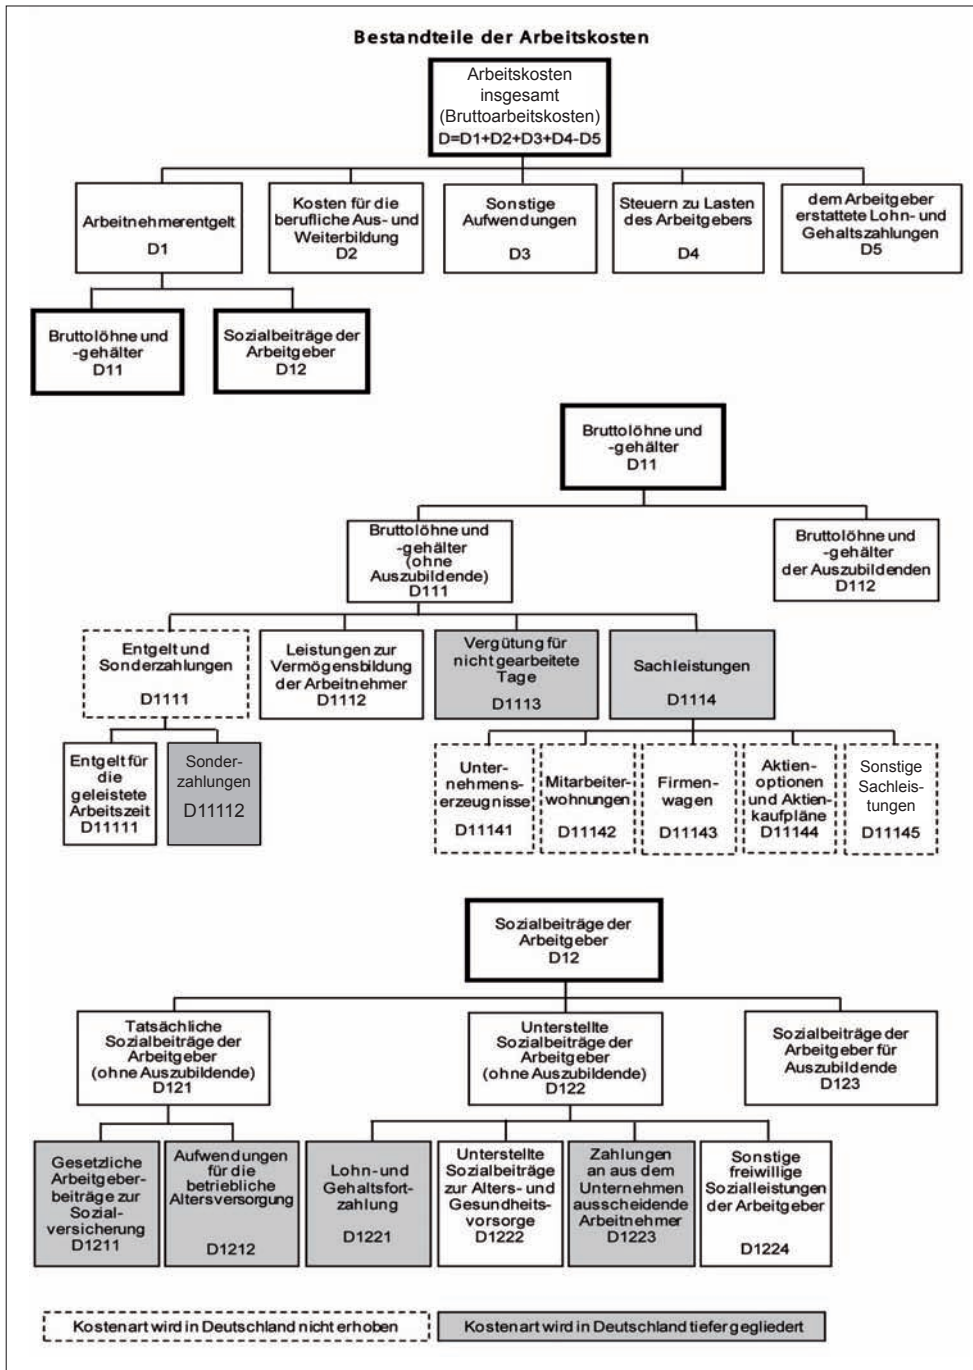 Bestandteile der Arbeitskosten
Arbeitskosten
insgesamt
(Bruttoarbeitskosten)
D=D1+D2+D3+D4-D5
Arbeitnehmerentgelt
D1
Kosten für die
berufliche Aus- und
Weiterbildung
D2
Sonstige
Aufwendungen
D3
Steuern zu Lasten
des Arbeitgebers
D4
dem Arbeitgeber
erstattete Lohn- und
Gehaltszahlungen
D5
Bruttolöhne und
-gehälter
D11
Sozialbeiträge der
Arbeitgeber
D12
Bruttolöhne und
-gehälter
D11
Bruttolöhne und
-gehälter
(ohne
Auszubildende)
D111
Bruttolöhne und
-gehälter
der Auszubildenden
D112
Entgelt und
Sonderzahlungen
D1111
Leistungen zur
Vermögensbildung
der Arbeitnehmer
D1112
Vergütung für
nicht gearbeitete
Tage
D1113
Sachleistungen
D1114
Entgelt für
die
geleistete
Arbeitszeit
D11111
Sonder-
zahlungen
D11112
Unter-
nehmens-
erzeugnisse
D11141
Mitarbeiter-
wohnungen
D11142
Firmen-
wagen
D11143
Aktien-
optionen
und Aktien-
kaufpläne
D11144
Sonstige
Sachleis-
tungen
D11145
Sozialbeiträge der
Arbeitgeber
D12
Tatsächliche
Sozialbeiträge der
Arbeitgeber
(ohne Auszubildende)
D121
Unterstellte
Sozialbeiträge der
Arbeitgeber
(ohne Auszubildende)
D122
Sozialbeiträge der
Arbeitgeber für
Auszubildende
D123
Gesetzliche
Arbeitgeber-
beiträge zur
Sozial-
versicherung
D1211
Aufwendungen
für die
betriebliche
Altersversorgung
D1212
Lohn- und
Gehaltsfort-
zahlung
D1221
Unterstellte
Sozialbeiträge
zur Alters- und
Gesundheits-
vorsorge
D1222
Zahlungen
an aus dem
Unternehmen
ausscheidende
Arbeitnehmer
D1223
Sonstige
freiwillige
Sozialleistungen
der Arbeitgeber
D1224
Kostenart wird in Deutschland nicht erhoben
Kostenart wird in Deutschland tiefer gegliedert